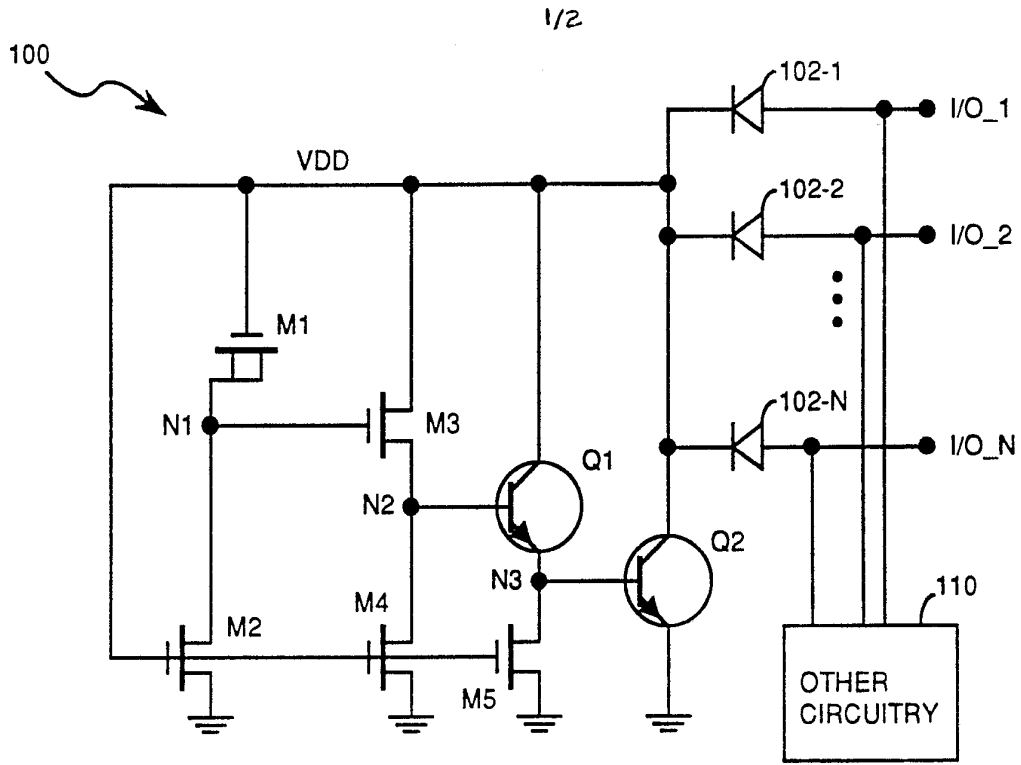 1/2
100
102-1
I/O_1
VDD
102-2
I/O_2
M1
102-N
N1
M3
I/O_N
Q1
N2
Q2
N3
M4
110
M2
M5
OTHER
CIRCUITRY